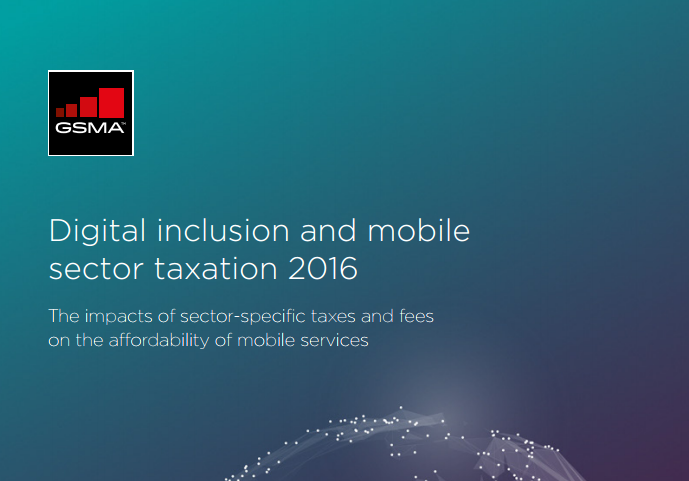 GSMA™
Digital inclusion and mobile
sector taxation 2016
The impacts of sector-specific taxes and fees
on the affordability of mobile services